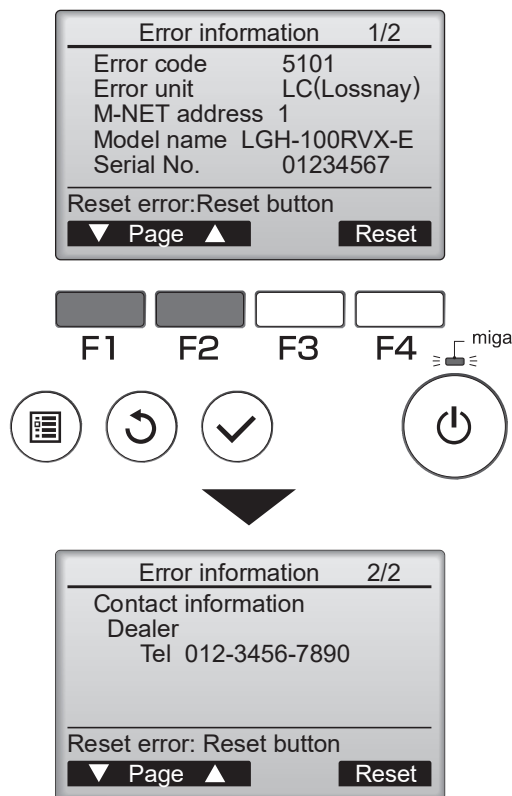 Error information 1/2
Error code 5101
Error unit LC(Lossnay)
M-NET address 1
Model name LGH-100RVX-E
Serial No. 01234567
Reset error:Reset button
▼ Page ▲ Reset
F1 F2 F3 F4
miga
Error information 2/2
Contact information
Dealer
Tel 012-3456-7890
Reset error: Reset button
▼ Page ▲ Reset